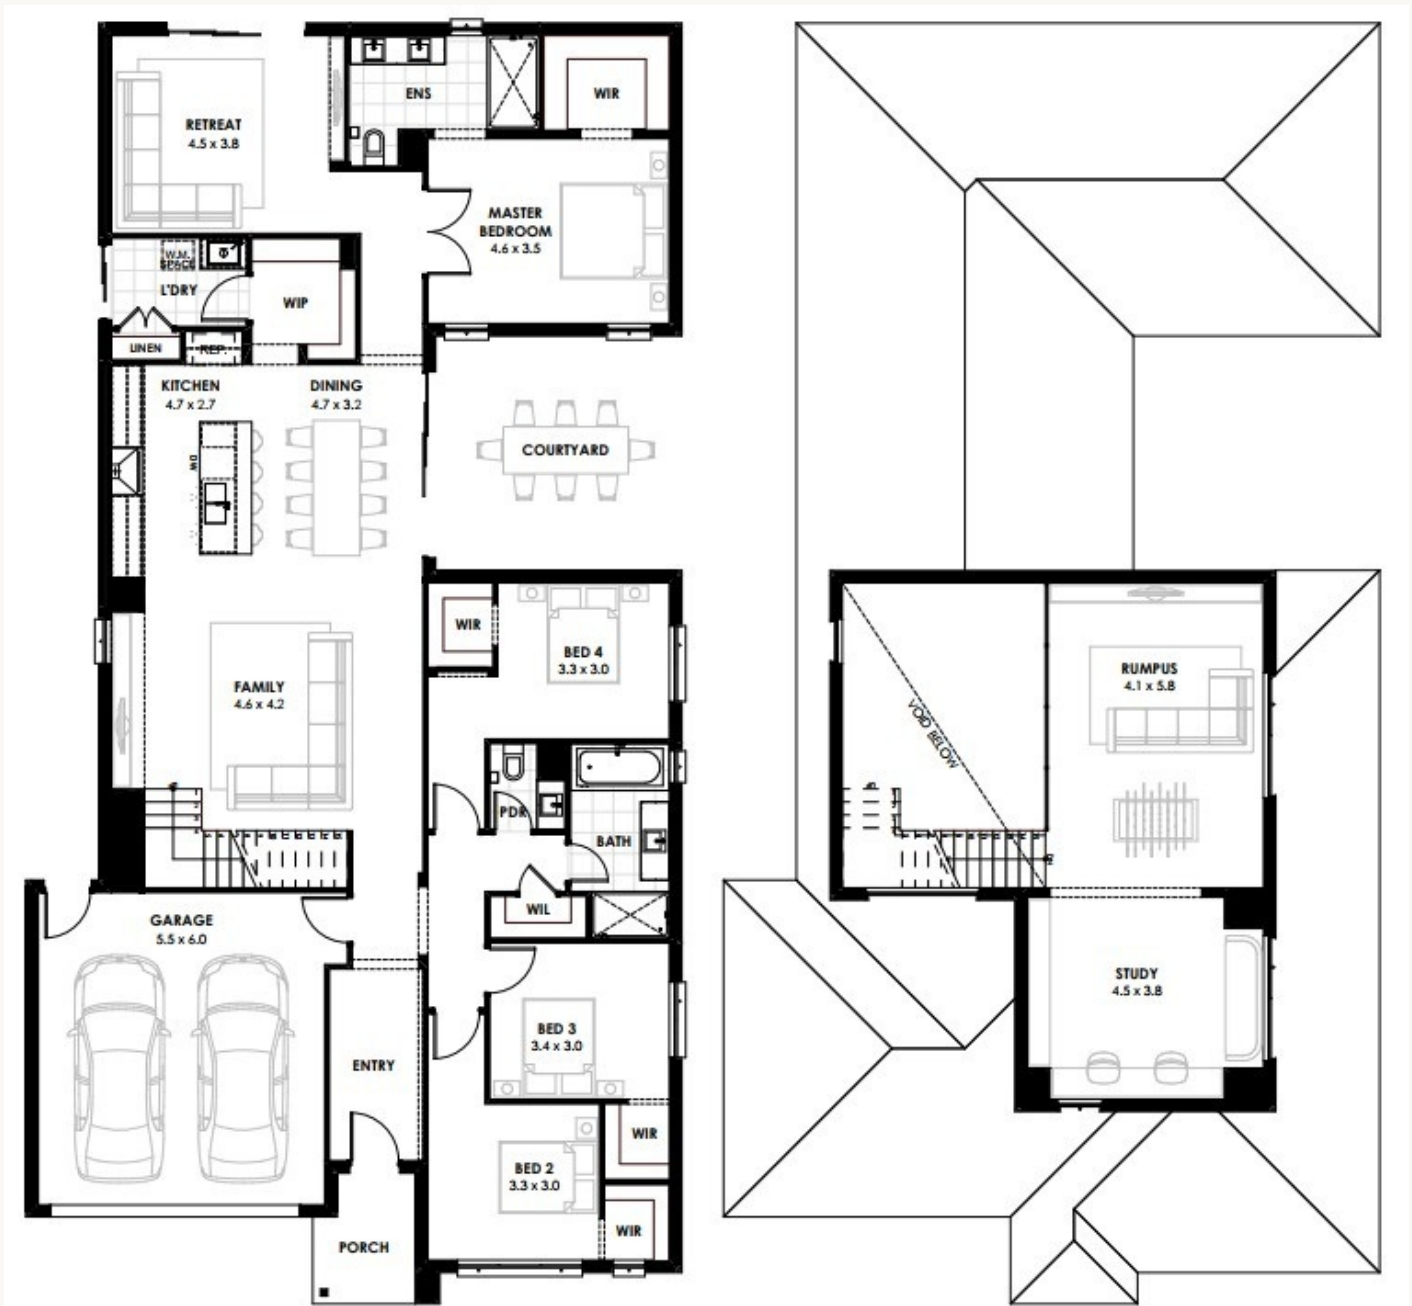 RETREAT
4.5 x 3.8
ENS
WIR
MASTER
BEDROOM
4.6 x 3.5
W.M.
SPACE
L'DRY
WIP
LINEN
REF.
KITCHEN
4.7 x 2.7
DINING
4.7 x 3.2
DW
COURTYARD
WIR
BED 4
3.3 x 3.0
FAMILY
4.6 x 4.2
PDR
BATH
WIL
GARAGE
5.5 x 6.0
BED 3
3.4 x 3.0
ENTRY
WIR
BED 2
3.3 x 3.0
WIR
PORCH
RUMPUS
4.1 x 5.8
VOID BELOW
STUDY
4.5 x 3.8